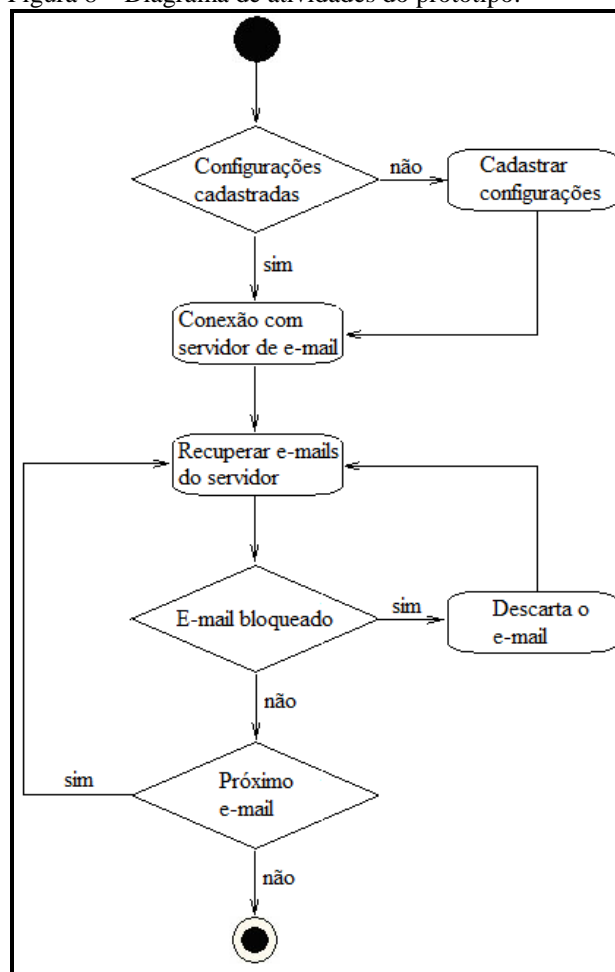 Figura 8 – Diagrama de atividades do protótipo.
Configurações
cadastradas
não
Cadastrar
configurações
sim
Conexão com
servidor de e-mail
Recuperar e-mails
do servidor
E-mail bloqueado
sim
Descarta o
e-mail
não
sim
Próximo
e-mail
não